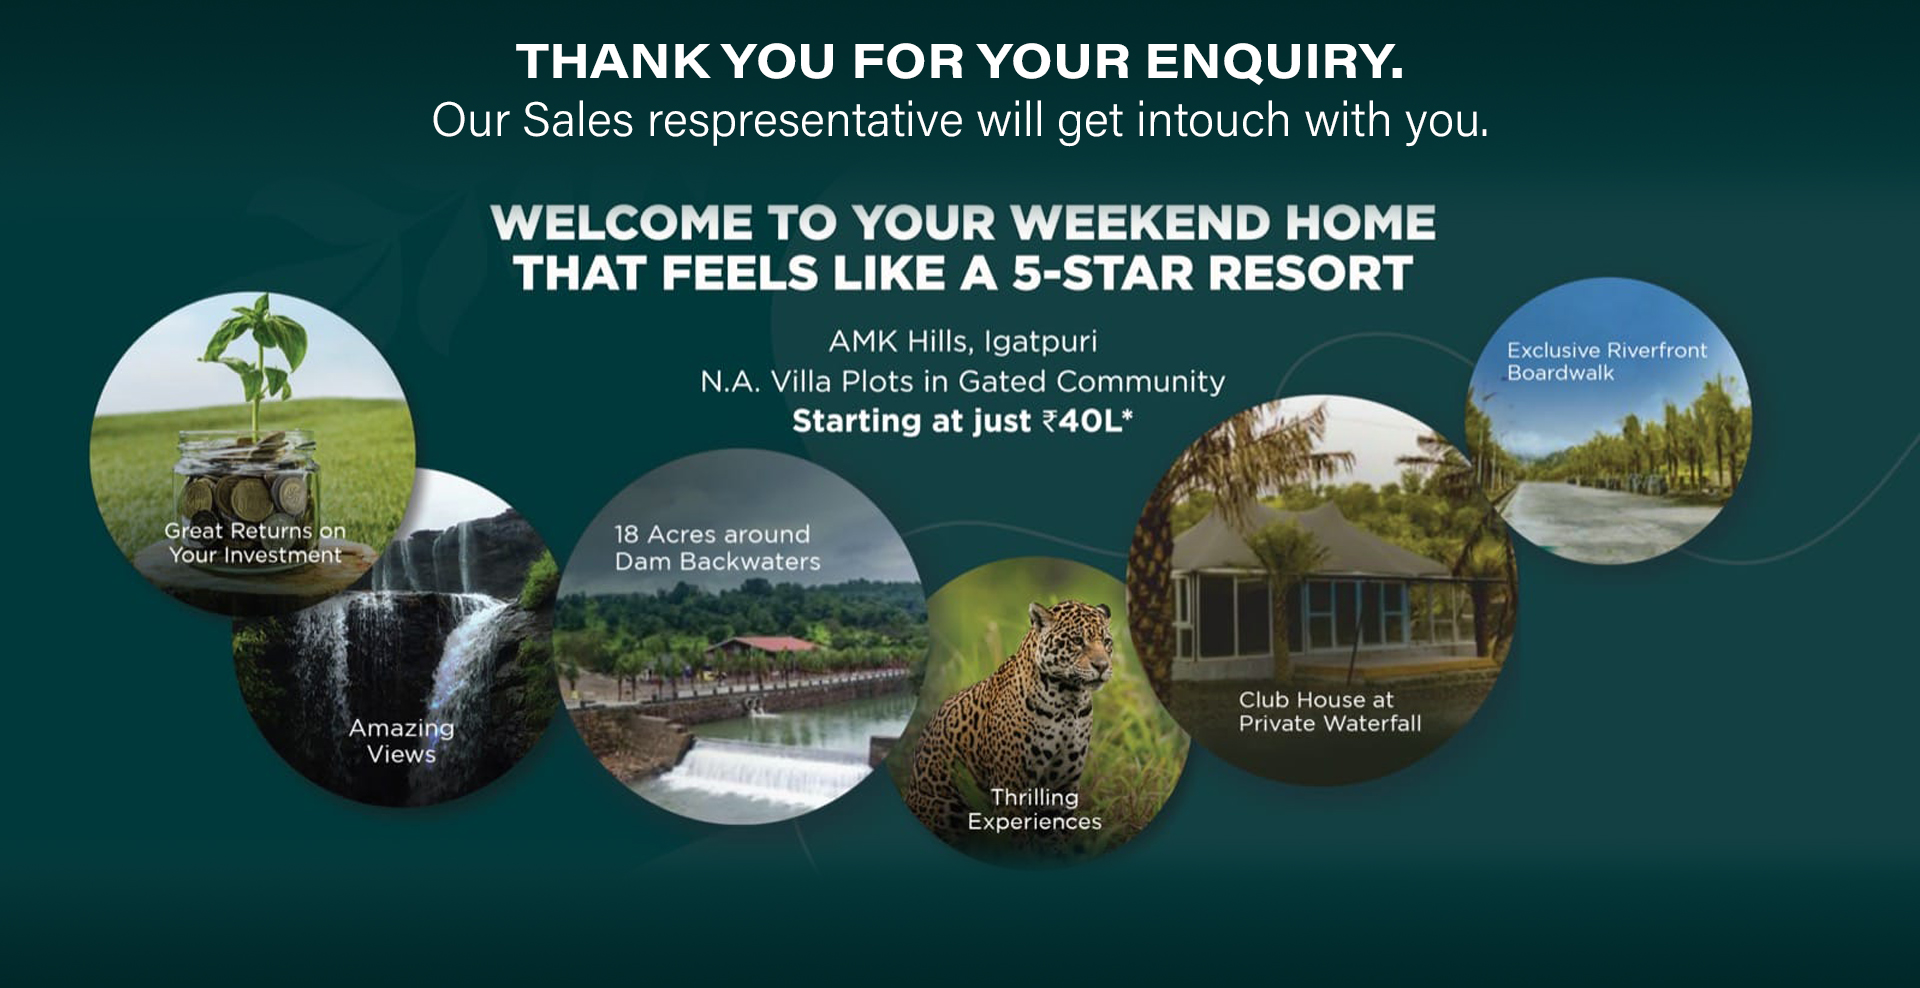 THANK YOU FOR YOUR ENQUIRY.
Our Sales respresentative will get intouch with you.
WELCOME TO YOUR WEEKEND HOME
THAT FEELS LIKE A 5-STAR RESORT
AMK Hills, Igatpuri
N.A. Villa Plots in Gated Community
Starting at just ₹40L*
Great Returns on
Your Investment
Amazing
Views
18 Acres around
Dam Backwaters
Thrilling
Experiences
Club House at
Private Waterfall
Exclusive Riverfront
Boardwalk